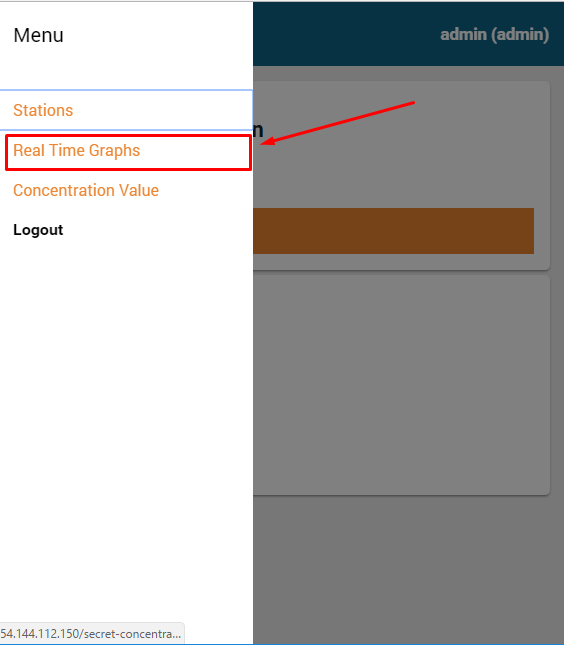 Menu
admin (admin)
Stations
n
Real Time Graphs
Concentration Value
Logout
54.144.112.150/secret-concentra...